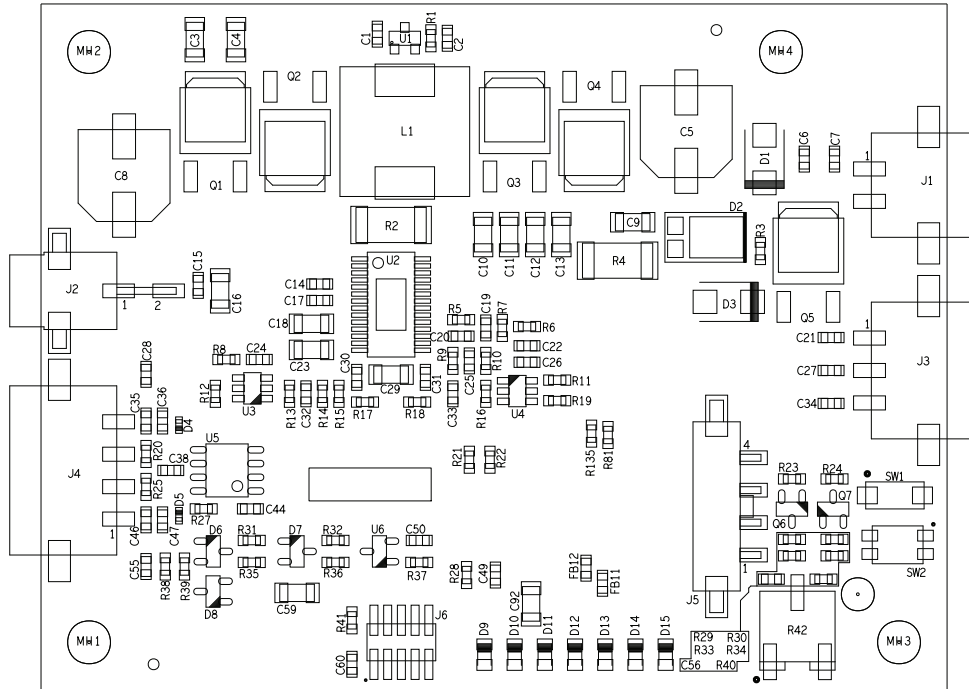 C3
C4
C1
U1
R1
C2
MH2
Q2
L1
Q4
MH4
C8
Q1
Q3
C5
D1
C6
C7
1
J1
R2
C9
D2
R3
C10
C11
C12
C13
R4
U2
C15
J2
1
2
C16
C14
C17
C18
C23
R5
C19
R7
R6
C20
D3
Q5
C21
1
J3
C22
C26
C28
R8
C24
C30
C29
C31
R9
C25
R10
C27
R11
R12
U3
R13
C32
R14
R15
R17
R18
C33
R16
U4
R19
C34
C35
C36
D4
J4
R20
C38
R25
U5
R21
R22
R135
R81
4
R23
R24
SW1
D5
R27
C44
1
C46
C47
Q6
Q7
D6
R31
D7
R32
U6
C50
SW2
C55
R38
R39
R35
R36
R37
R28
C49
FB12
FB11
1
D8
C59
C92
J5
R41
J6
MH1
D9
D10
D11
D12
D13
D14
D15
R29
R30
R33
R34
C56
R40
R42
MH3
C60